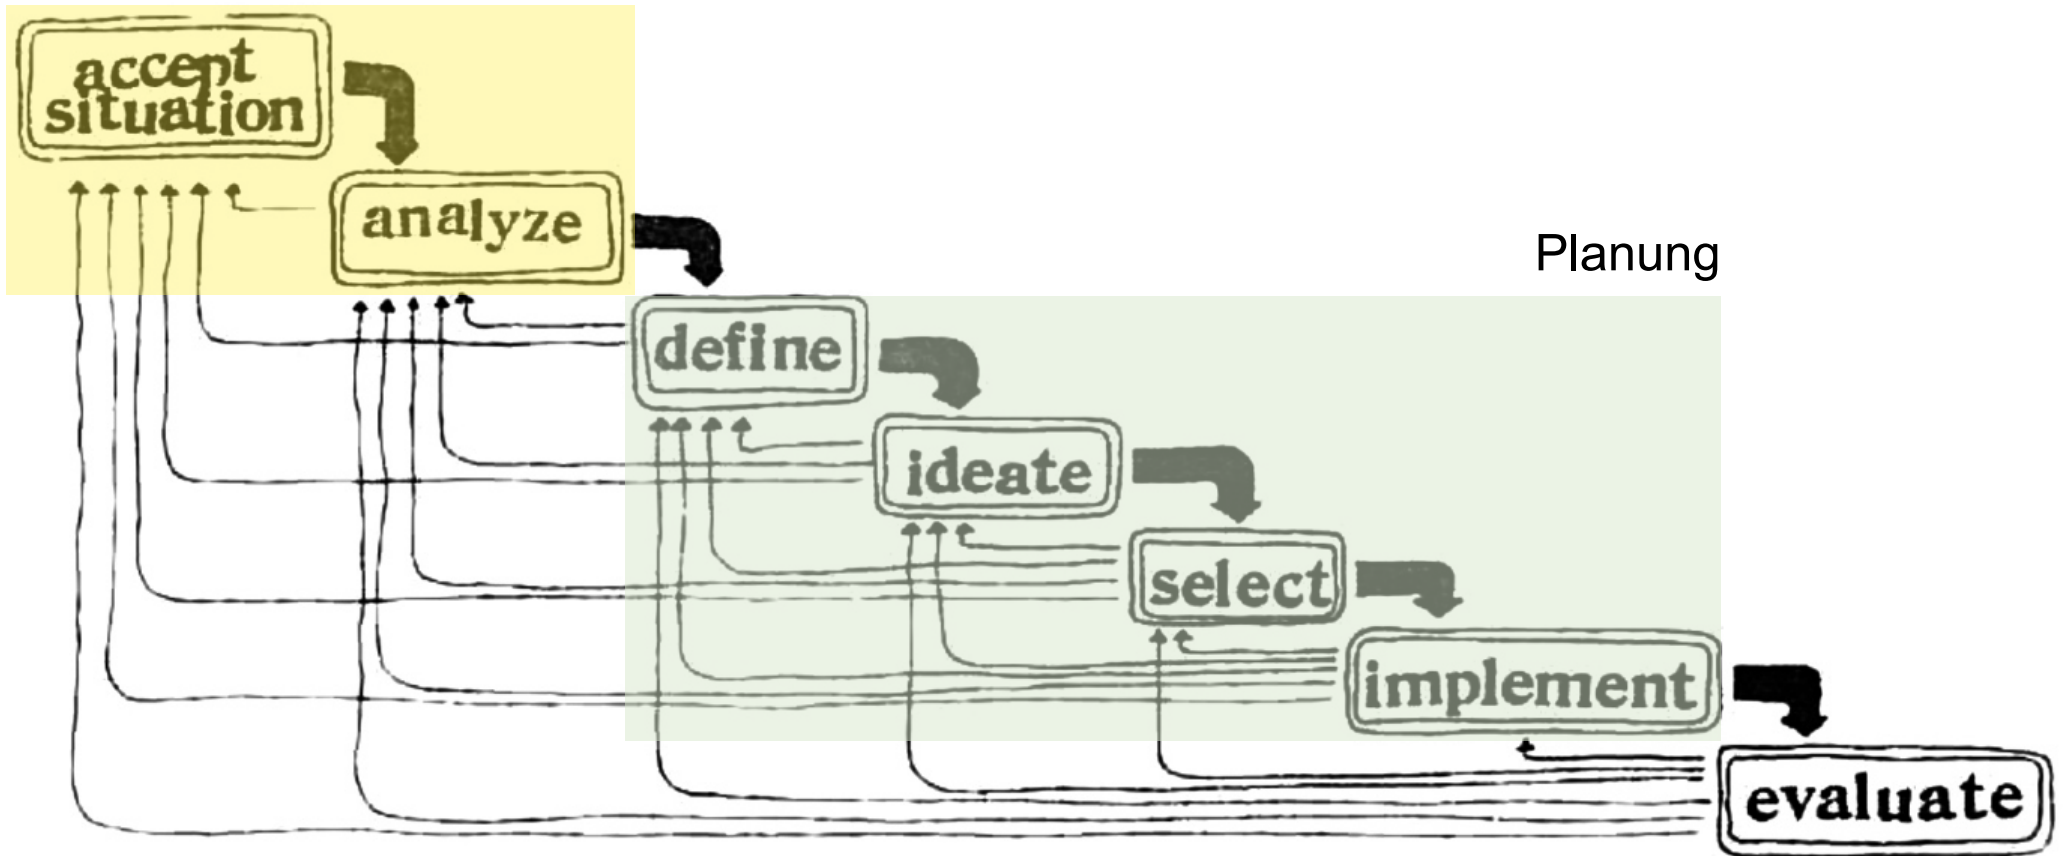 accept
situation
analyze
Planung
define
ideate
select
implement
evaluate